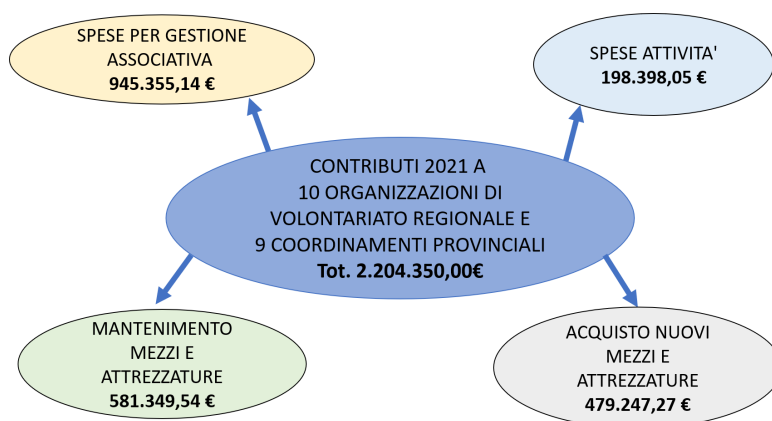 SPESE PER GESTIONE
ASSOCIATIVA
945.355,14 €
SPESE ATTIVITA'
198.398,05 €
CONTRIBUTI 2021 A
10 ORGANIZZAZIONI DI
VOLONTARIATO REGIONALE E
9 COORDINAMENTI PROVINCIALI
Tot. 2.204.350,00€
MANTENIMENTO
MEZZI E
ATTREZZATURE
581.349,54 €
ACQUISTO NUOVI
MEZZI E
ATTREZZATURE
479.247,27 €